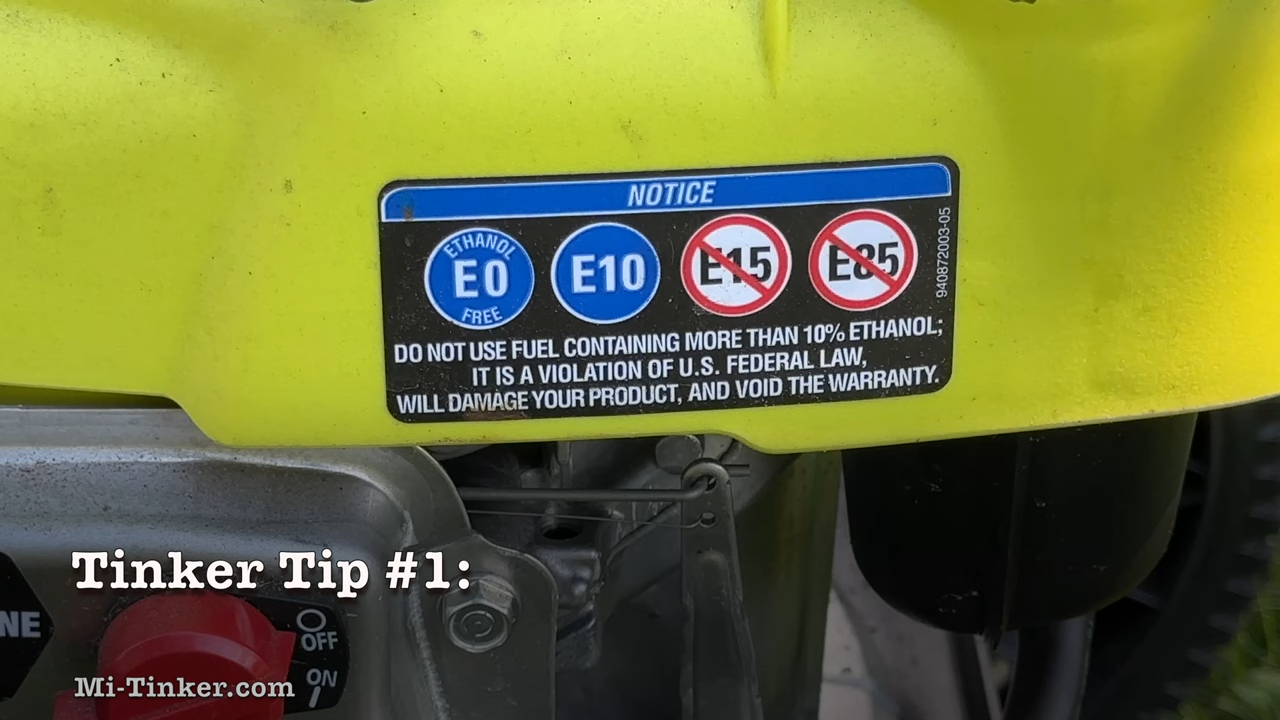 NOTICE
ETHANOL
E0
FREE
E10
E15
E85
940872003-05
DO NOT USE FUEL CONTAINING MORE THAN 10% ETHANOL;
IT IS A VIOLATION OF U.S. FEDERAL LAW,
WILL DAMAGE YOUR PRODUCT, AND VOID THE WARRANTY.
Tinker Tip #1:
NE
OFF
ON
Mi-Tinker.com